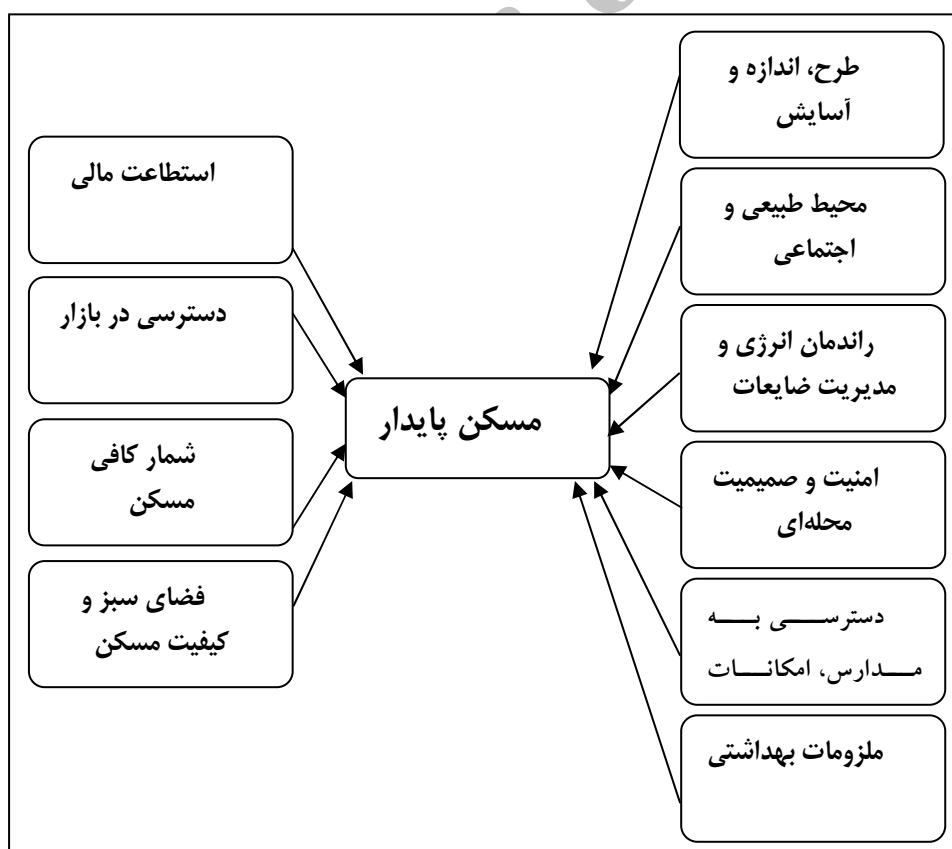 طرح، اندازه و
آسایش
محیط طبیعی و
اجتماعی
راندمان انرژی و
مدیریت ضایعات
امنیت و صمیمیت
محله‌ای
دسترسی به
مدارس، امکانات
ملزومات بهداشتی
مسکن پایدار
استطاعت مالی
دسترسی در بازار
شمار کافی
مسکن
فضای سبز و
کیفیت مسکن